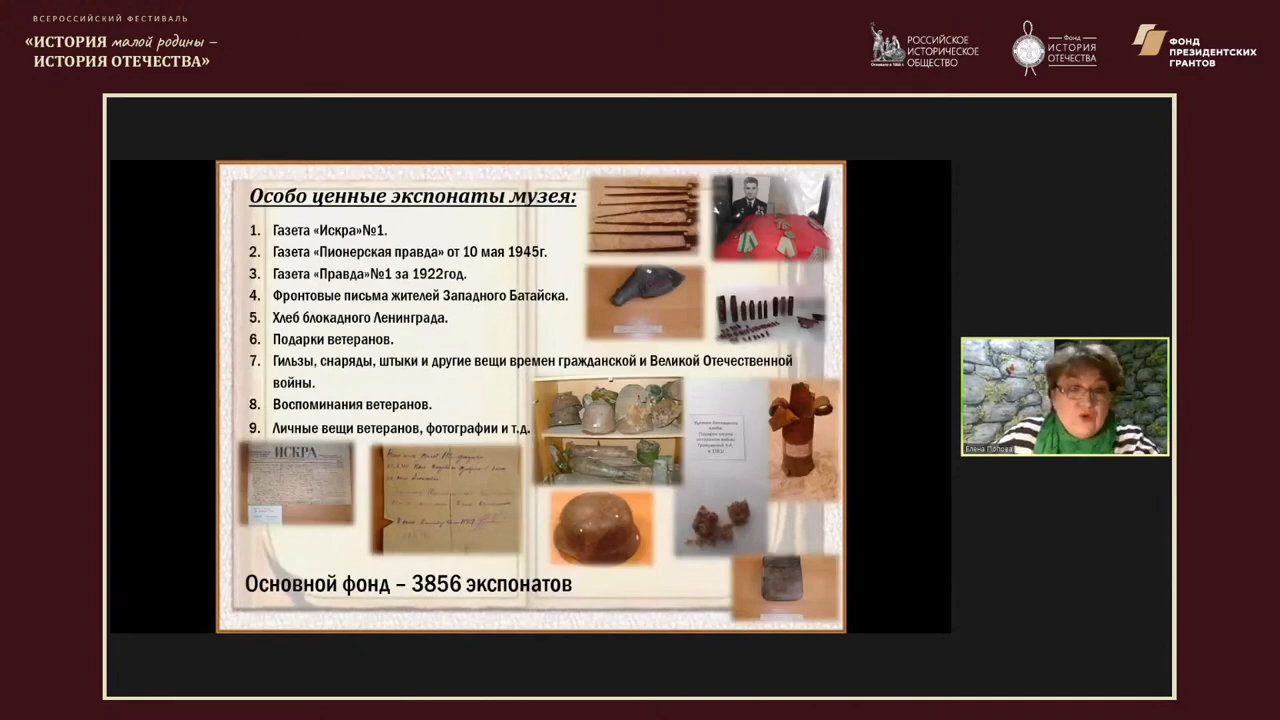 ВСЕРОССИЙСКИЙ ФЕСТИВАЛЬ
«ИСТОРИЯ малой родины –
ИСТОРИЯ ОТЕЧЕСТВА»
РОССИЙСКОЕ
ИСТОРИЧЕСКОЕ
ОБЩЕСТВО
Фонд
ИСТОРИЯ
ОТЕЧЕСТВА
ФОНД
ПРЕЗИДЕНТСКИХ
ГРАНТОВ
Особо ценные экспонаты музея:
1. Газета «Искра»№1.
2. Газета «Пионерская правда» от 10 мая 1945г.
3. Газета «Правда»№1 за 1922год.
4. Фронтовые письма жителей Западного Батайска.
5. Хлеб блокадного Ленинграда.
6. Подарки ветеранов.
7. Гильзы, снаряды, штыки и другие вещи времен гражданской и Великой Отечественной
войны.
8. Воспоминания ветеранов.
9. Личные вещи ветеранов, фотографии и т.д.
ИСКРА
Основной фонд – 3856 экспонатов
Елена Попова